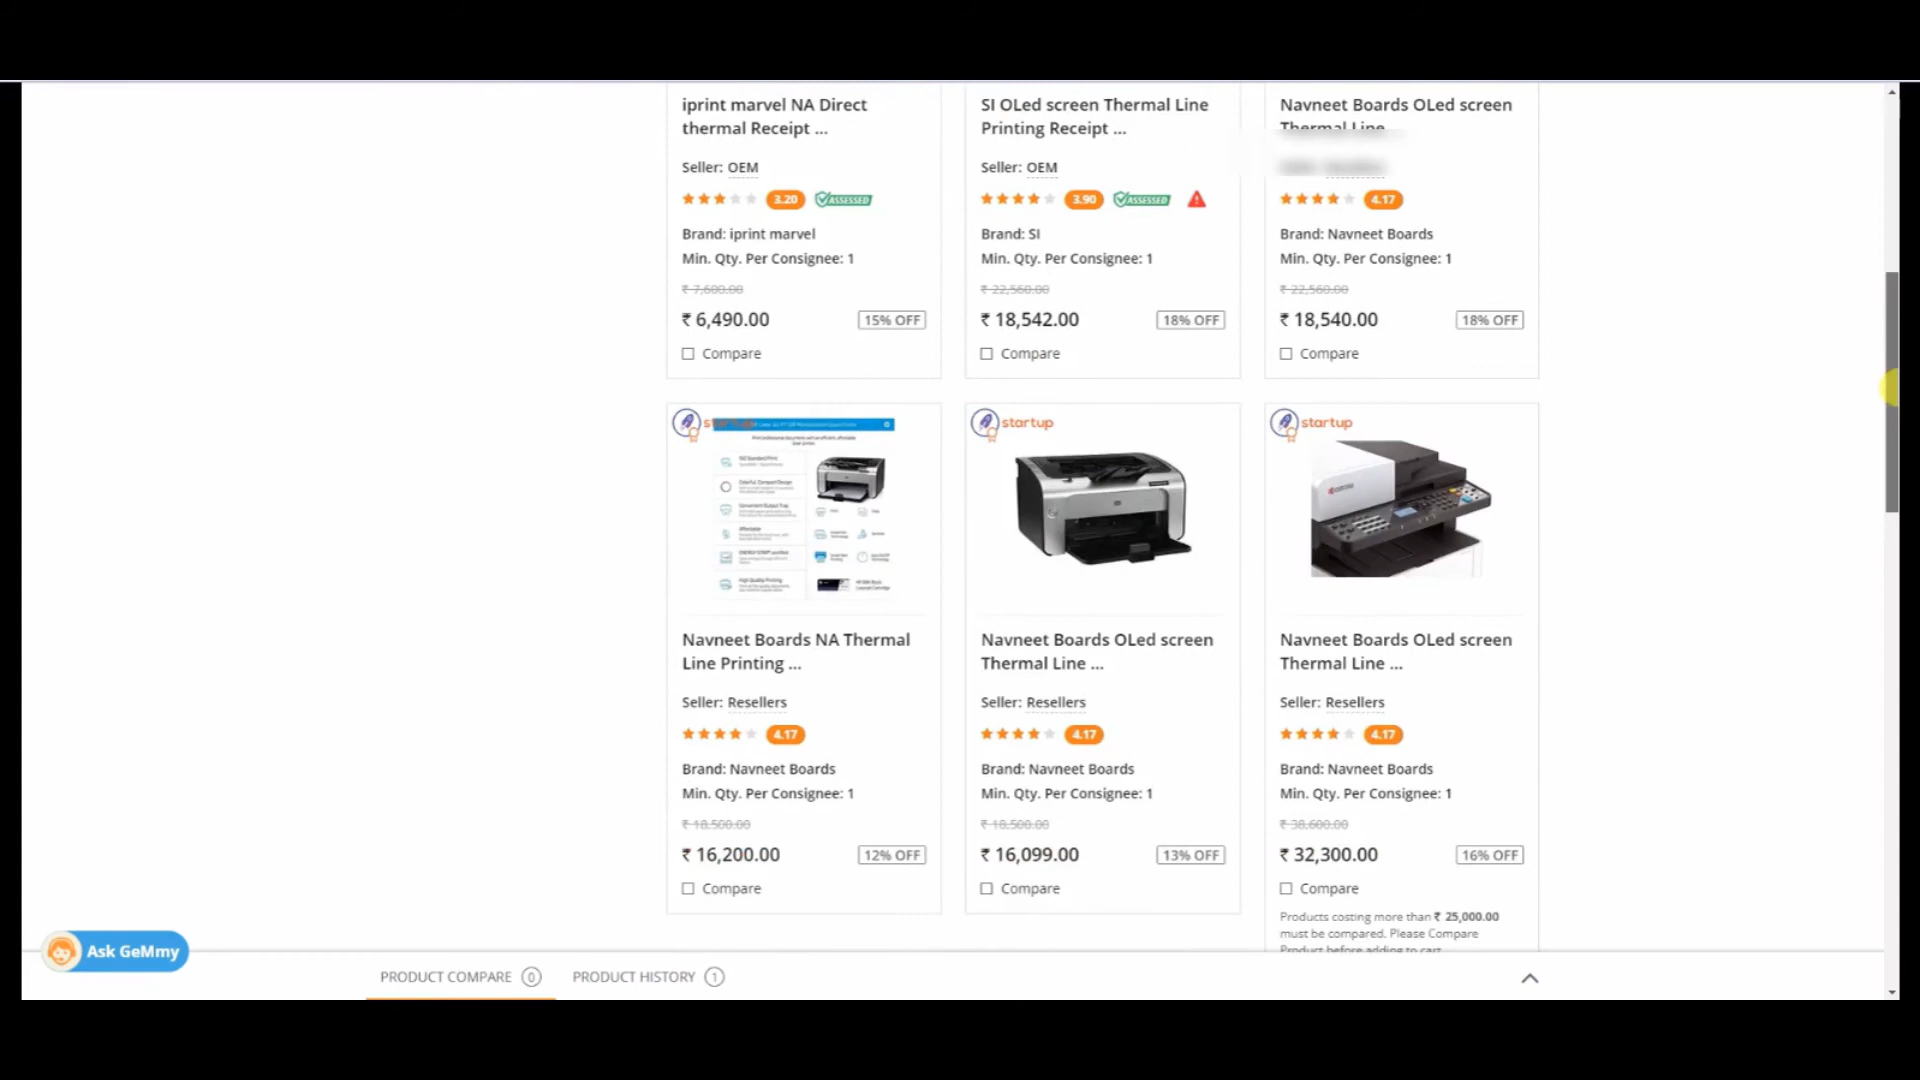 iprint marvel NA Direct
thermal Receipt ...
Seller: OEM
3.20 ASSESSED
Brand: iprint marvel
Min. Qty. Per Consignee: 1
₹ 7,600.00
₹ 6,490.00 15% OFF
Compare
SI OLed screen Thermal Line
Printing Receipt ...
Seller: OEM
3.90 ASSESSED
Brand: SI
Min. Qty. Per Consignee: 1
₹ 22,560.00
₹ 18,542.00 18% OFF
Compare
Navneet Boards OLed screen
Thermal Line
4.17
Brand: Navneet Boards
Min. Qty. Per Consignee: 1
₹ 22,560.00
₹ 18,540.00 18% OFF
Compare
Navneet Boards NA Thermal
Line Printing ...
Seller: Resellers
4.17
Brand: Navneet Boards
Min. Qty. Per Consignee: 1
₹ 18,500.00
₹ 16,200.00 12% OFF
Compare
startup
Navneet Boards OLed screen
Thermal Line ...
Seller: Resellers
4.17
Brand: Navneet Boards
Min. Qty. Per Consignee: 1
₹ 18,500.00
₹ 16,099.00 13% OFF
Compare
startup
Navneet Boards OLed screen
Thermal Line ...
Seller: Resellers
4.17
Brand: Navneet Boards
Min. Qty. Per Consignee: 1
₹ 38,600.00
₹ 32,300.00 16% OFF
Compare
Products costing more than ₹ 25,000.00
must be compared. Please Compare
Product before adding to cart
Ask GeMmy
PRODUCT COMPARE 0 PRODUCT HISTORY 1